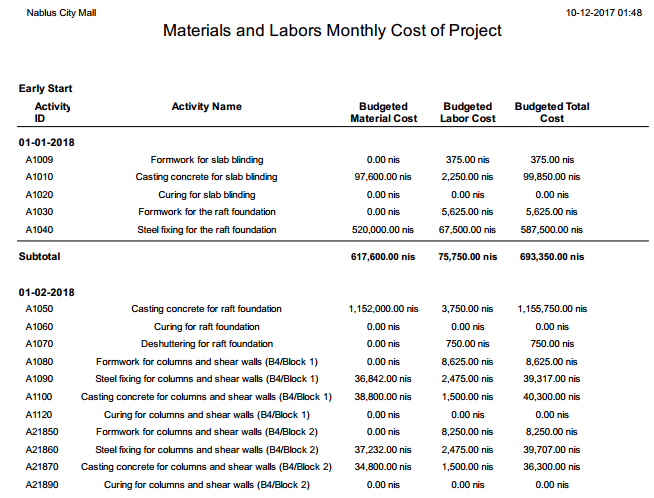 Nablus City Mall 10-12-2017 01:48
Materials and Labors Monthly Cost of Project
Early Start
Activity ID Activity Name Budgeted Material Cost Budgeted Labor Cost Budgeted Total Cost
01-01-2018
A1009 Formwork for slab blinding 0.00 nis 375.00 nis 375.00 nis
A1010 Casting concrete for slab blinding 97,600.00 nis 2,250.00 nis 99,850.00 nis
A1020 Curing for slab blinding 0.00 nis 0.00 nis 0.00 nis
A1030 Formwork for the raft foundation 0.00 nis 5,625.00 nis 5,625.00 nis
A1040 Steel fixing for the raft foundation 520,000.00 nis 67,500.00 nis 587,500.00 nis
Subtotal 617,600.00 nis 75,750.00 nis 693,350.00 nis
01-02-2018
A1050 Casting concrete for raft foundation 1,152,000.00 nis 3,750.00 nis 1,155,750.00 nis
A1060 Curing for raft foundation 0.00 nis 0.00 nis 0.00 nis
A1070 Deshuttering for raft foundation 0.00 nis 750.00 nis 750.00 nis
A1080 Formwork for columns and shear walls (B4/Block 1) 0.00 nis 8,625.00 nis 8,625.00 nis
A1090 Steel fixing for columns and shear walls (B4/Block 1) 36,842.00 nis 2,475.00 nis 39,317.00 nis
A1100 Casting concrete for columns and shear walls (B4/Block 1) 38,800.00 nis 1,500.00 nis 40,300.00 nis
A1120 Curing for columns and shear walls (B4/Block 1) 0.00 nis 0.00 nis 0.00 nis
A21850 Formwork for columns and shear walls (B4/Block 2) 0.00 nis 8,250.00 nis 8,250.00 nis
A21860 Steel fixing for columns and shear walls (B4/Block 2) 37,232.00 nis 2,475.00 nis 39,707.00 nis
A21870 Casting concrete for columns and shear walls (B4/Block 2) 34,800.00 nis 1,500.00 nis 36,300.00 nis
A21890 Curing for columns and shear walls (B4/Block 2) 0.00 nis 0.00 nis 0.00 nis